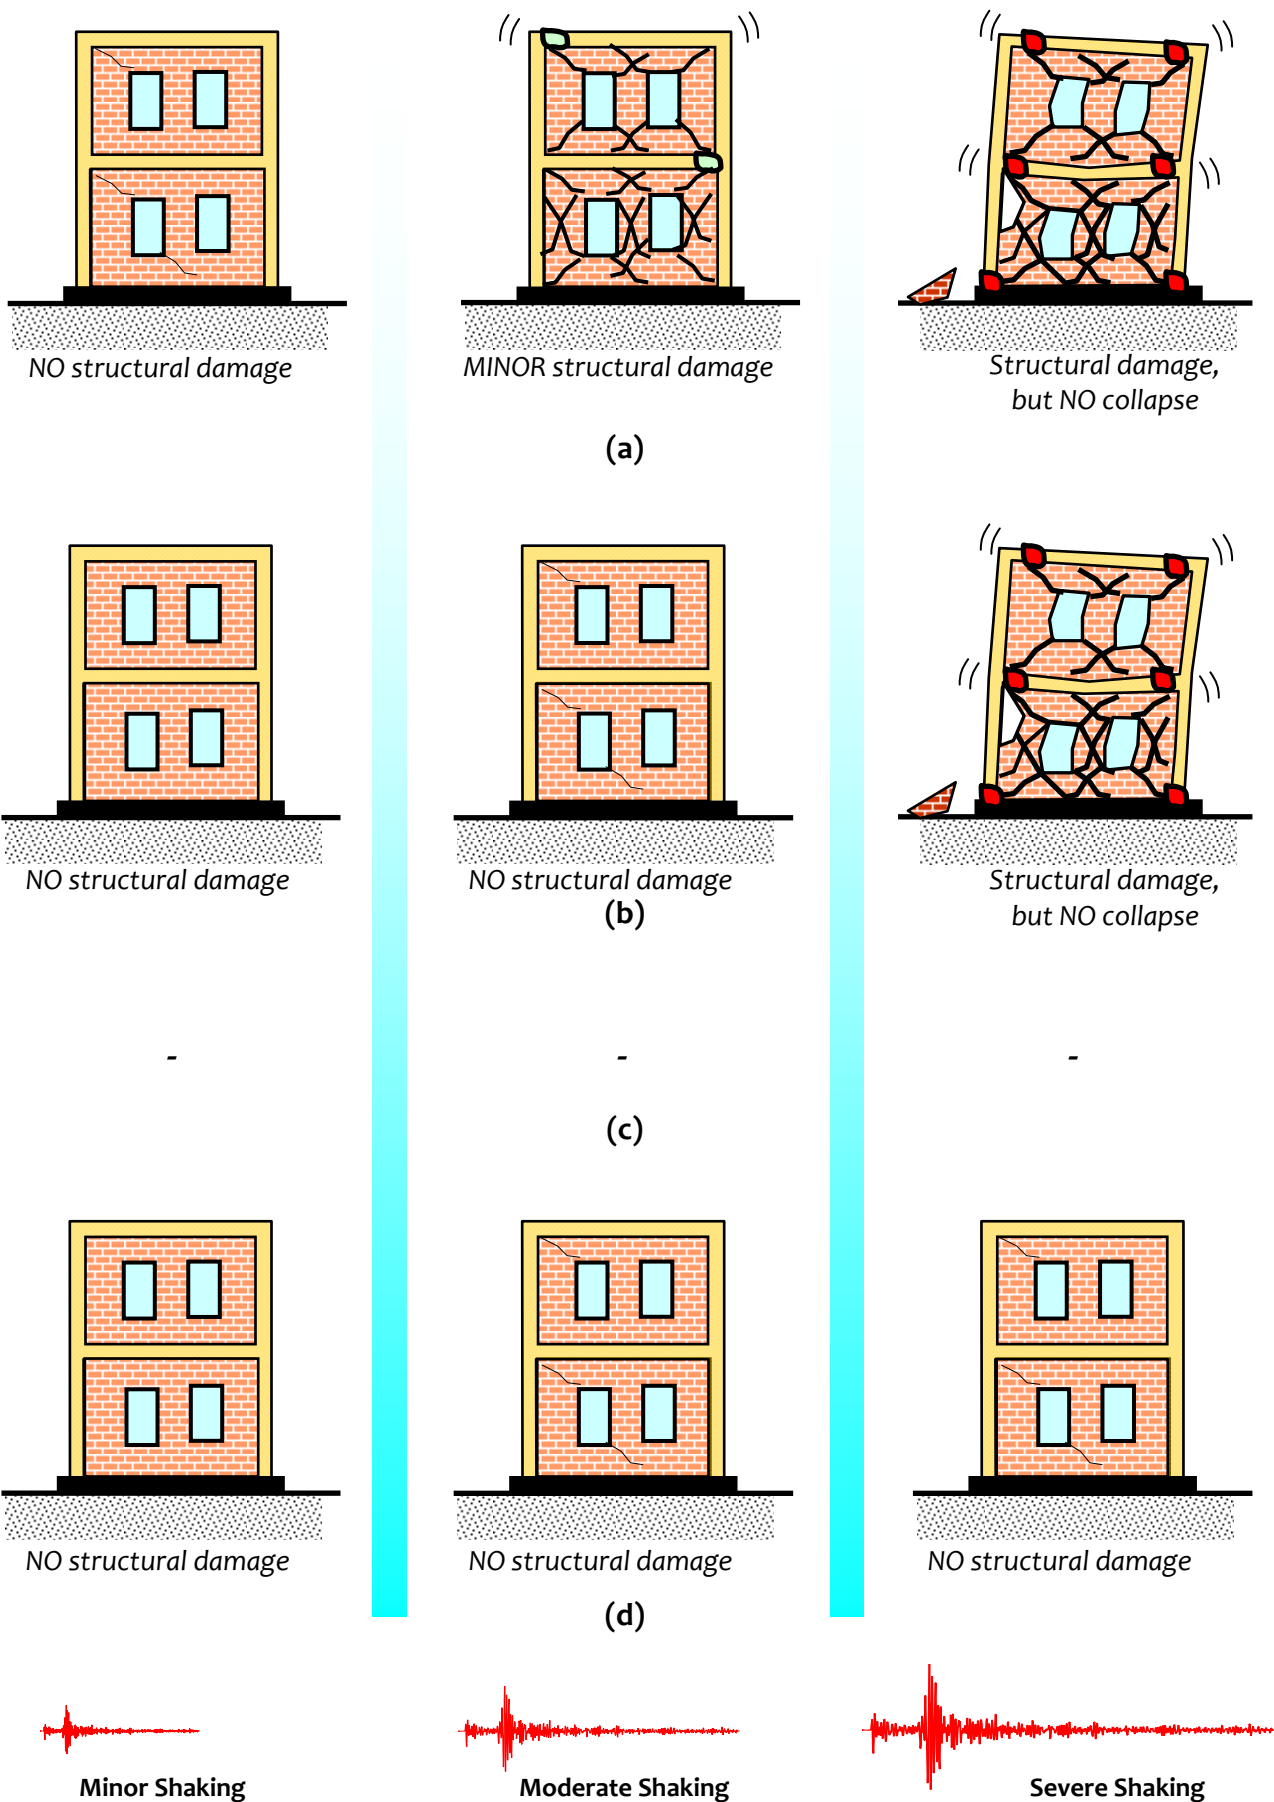 NO structural damage
MINOR structural damage
Structural damage,
but NO collapse
(a)
NO structural damage
NO structural damage
Structural damage,
but NO collapse
(b)
-
-
-
(c)
NO structural damage
NO structural damage
NO structural damage
(d)
Minor Shaking
Moderate Shaking
Severe Shaking